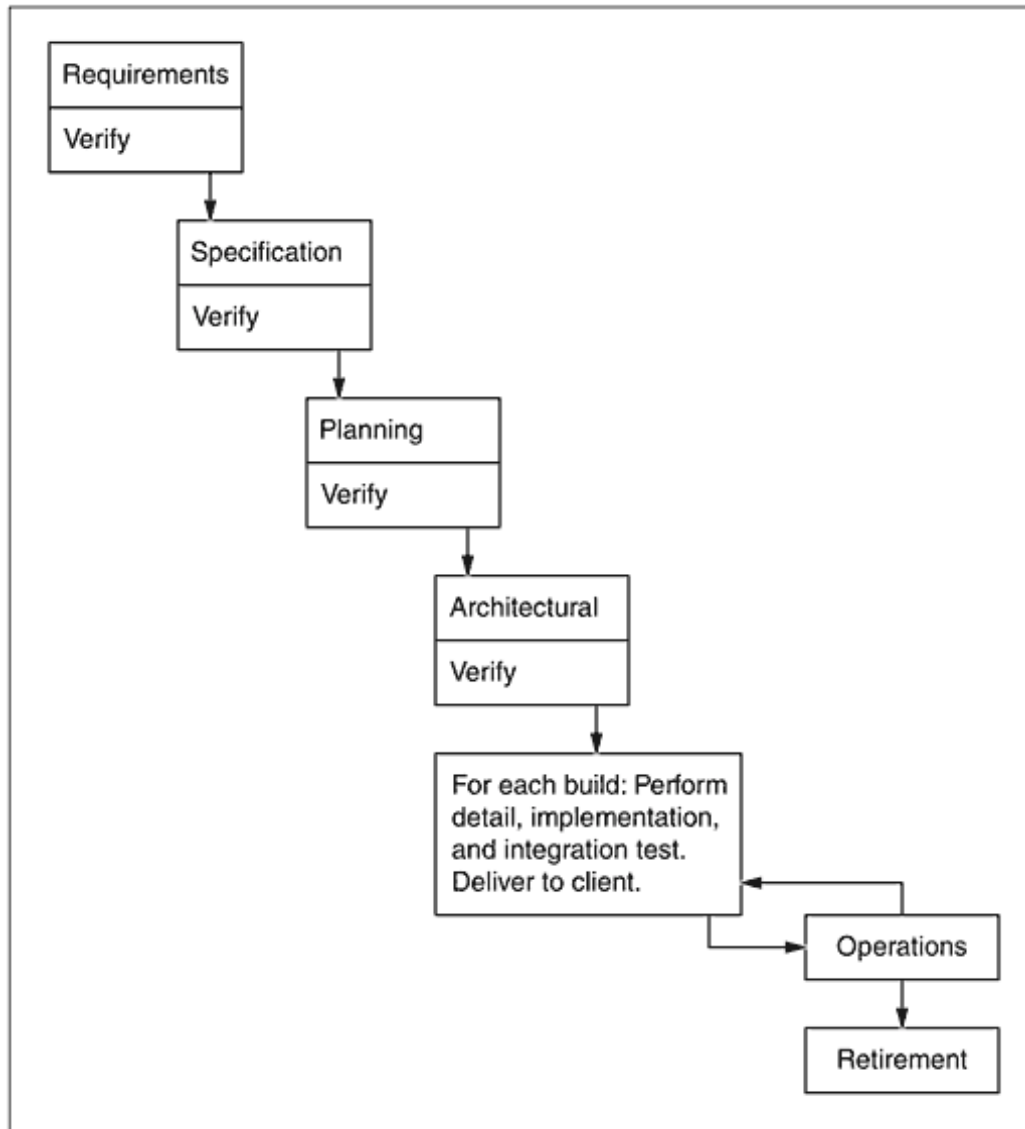 Requirements
Verify
Specification
Verify
Planning
Verify
Architectural
Verify
For each build: Perform
detail, implementation,
and integration test.
Deliver to client.
Operations
Retirement